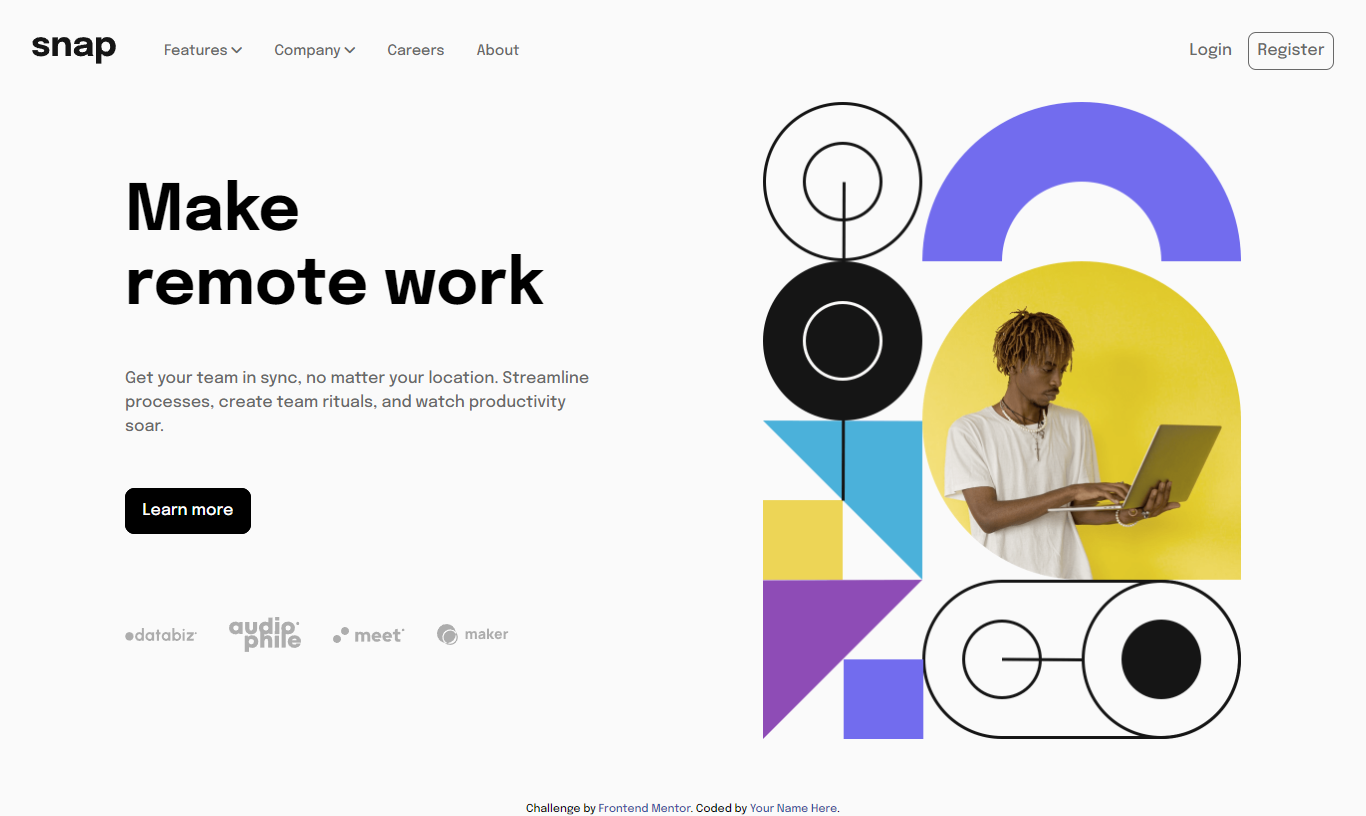 snap
Features
Company
Careers
About
Login
Register
Make
remote work
Get your team in sync, no matter your location. Streamline
processes, create team rituals, and watch productivity
soar.
Learn more
databiz
audio
phile
meet
maker
Challenge by Frontend Mentor. Coded by Your Name Here.